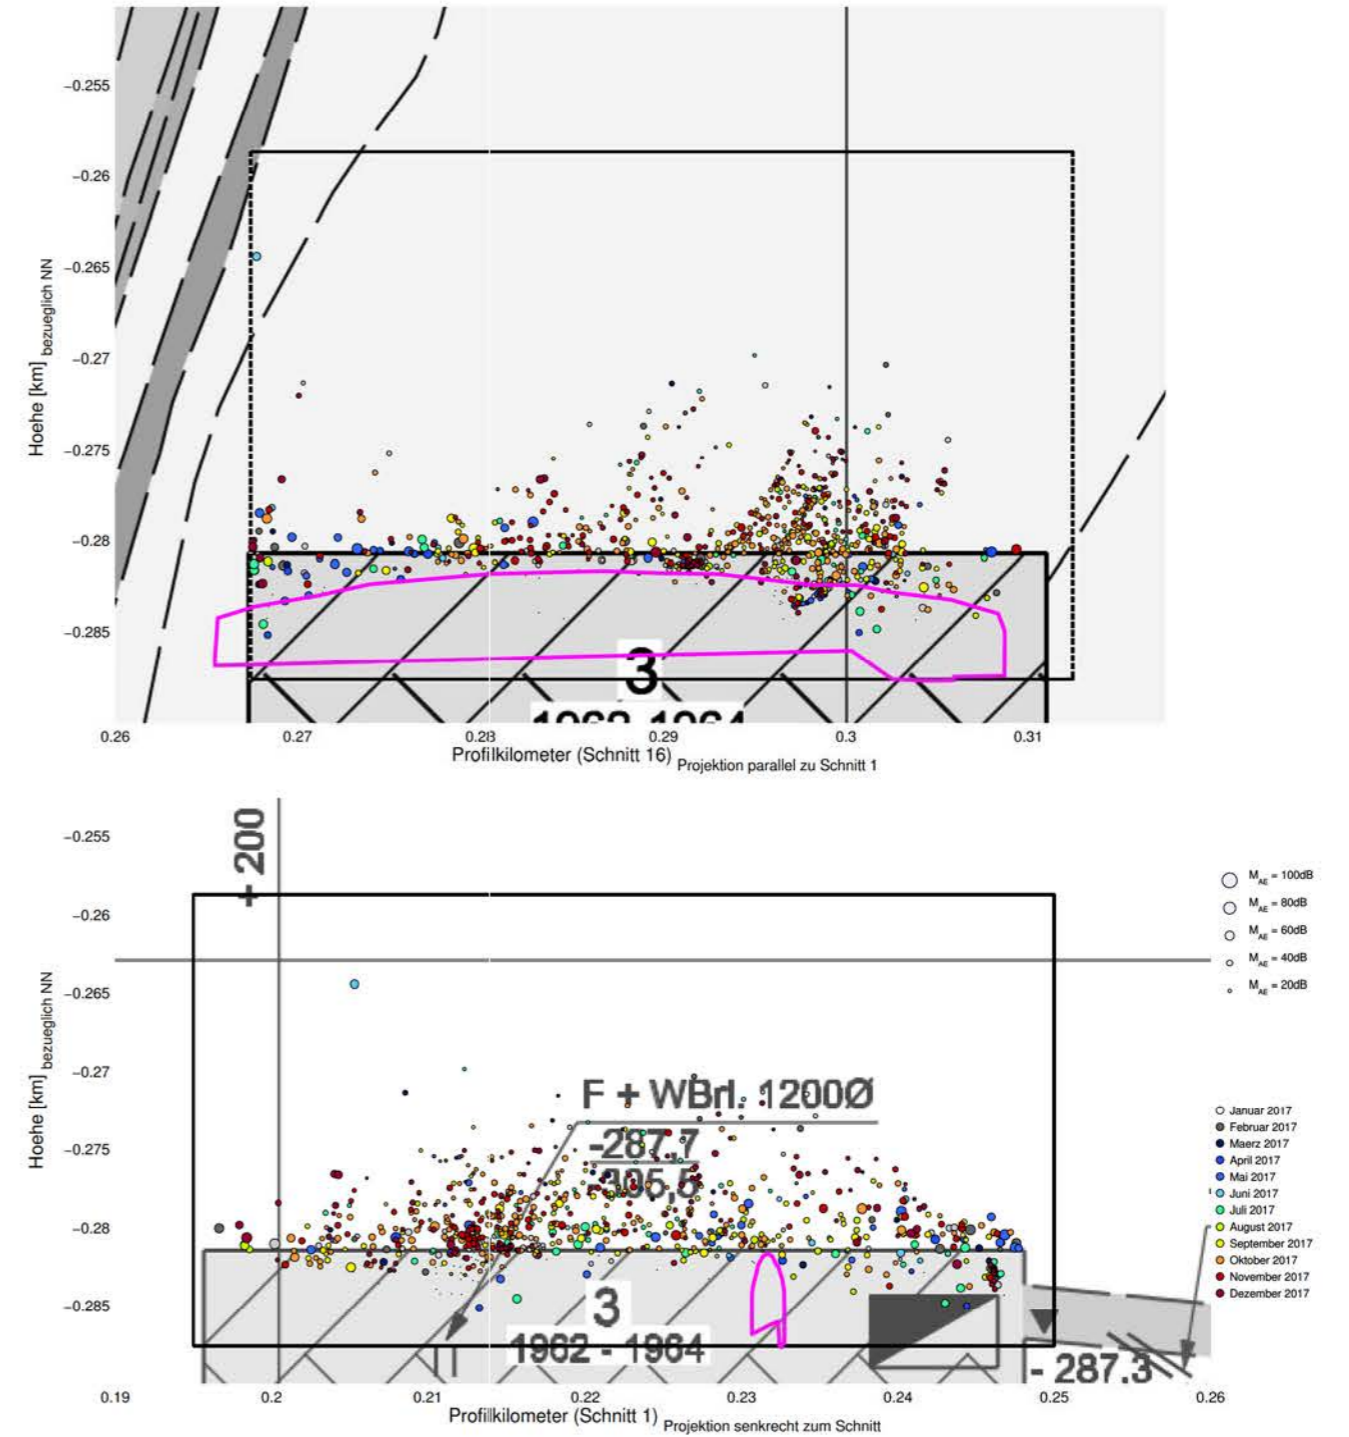 −0.255
−0.26
−0.265
−0.27
−0.275
−0.28
−0.285
Hoehe [km] bezueglich NN
3
0.26 0.27 0.28 0.29 0.3 0.31
Profilkilometer (Schnitt 16) Projektion parallel zu Schnitt 1
+ 200
−0.255
−0.26
−0.265
−0.27
−0.275
−0.28
−0.285
Hoehe [km] bezueglich NN
F + WBrl. 1200Ø
-287,7
305,5
3
1962 - 1964
- 287.3
0.19 0.2 0.21 0.22 0.23 0.24 0.25 0.26
Profilkilometer (Schnitt 1) Projektion senkrecht zum Schnitt
M AE = 100dB
M AE = 80dB
M AE = 60dB
M AE = 40dB
M AE = 20dB
Januar 2017
Februar 2017
Maerz 2017
April 2017
Mai 2017
Juni 2017
Juli 2017
August 2017
September 2017
Oktober 2017
November 2017
Dezember 2017